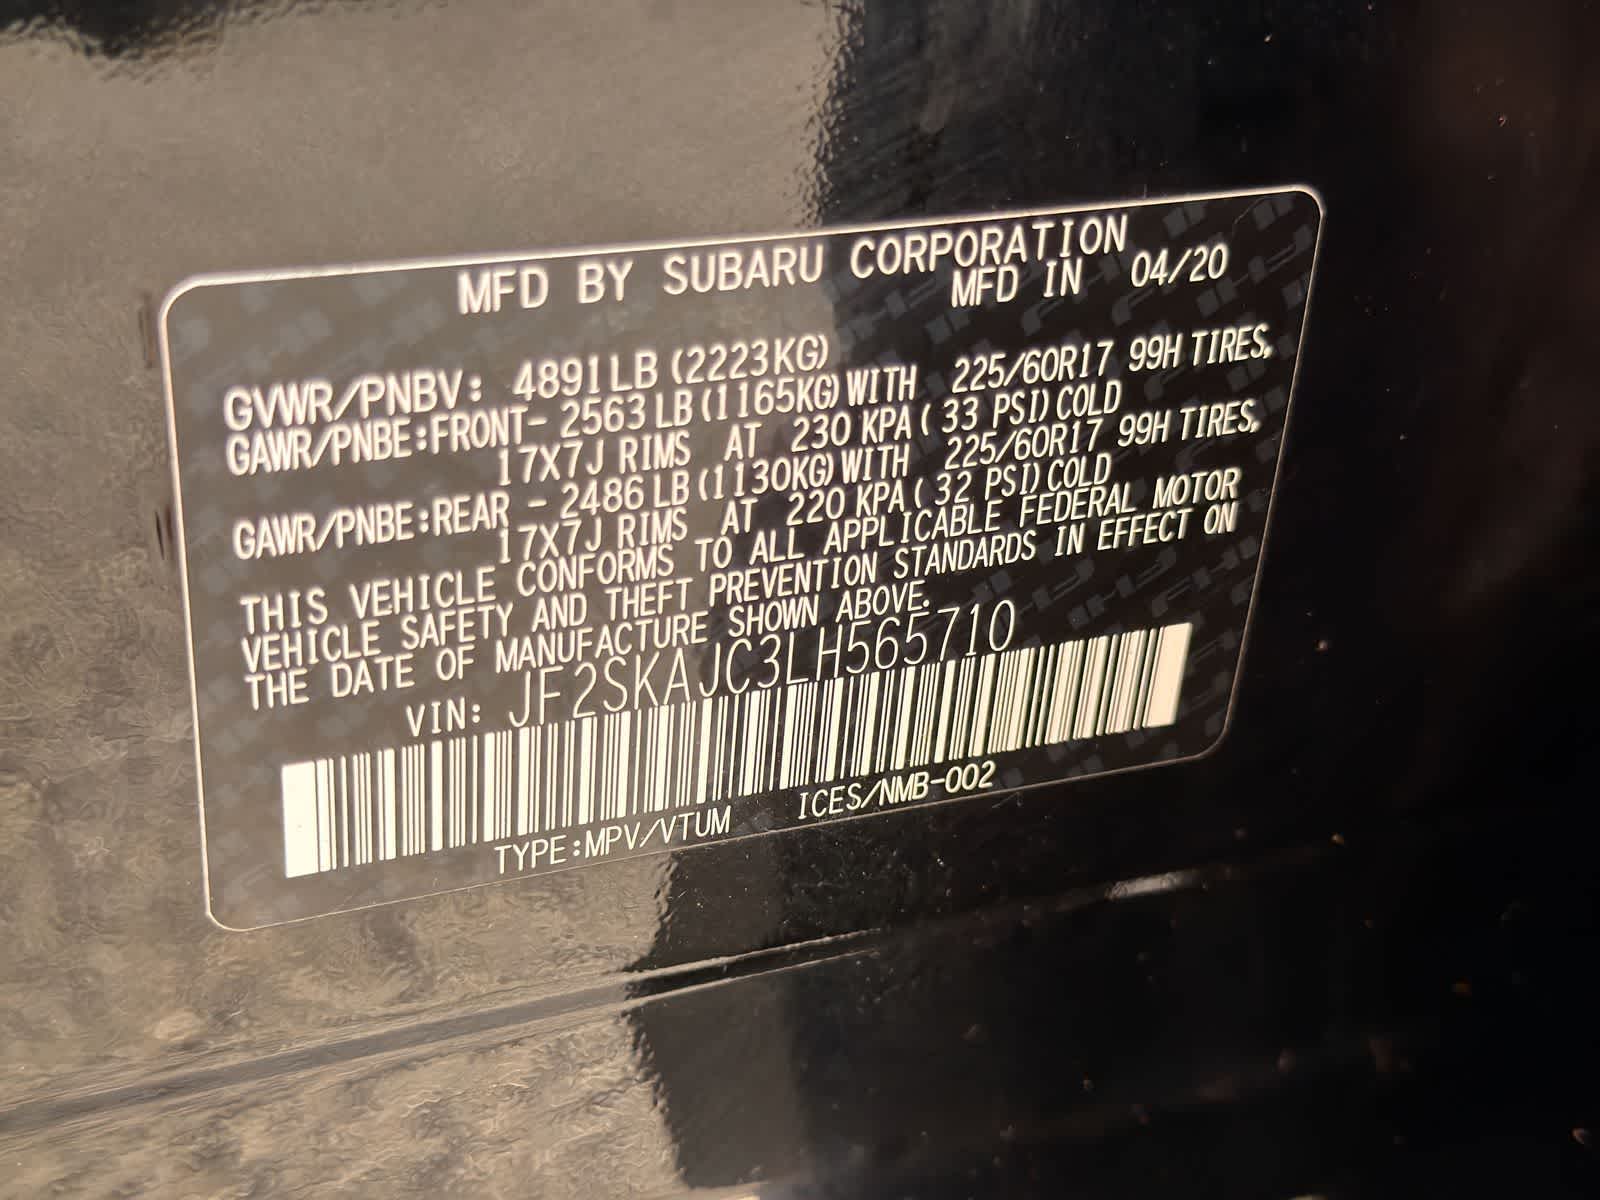 MFD BY SUBARU CORPORATION
MFD IN 04/20
GVWR/PNBV: 4891LB (2223KG)
GAWR/PNBE:FRONT- 2563LB(1165KG)WITH 225/60R17 99H TIRES,
17X7J RIMS AT 230 KPA( 33 PSI)COLD
GAWR/PNBE:REAR - 2486LB(1130KG)WITH 225/60R17 99H TIRES,
17X7J RIMS AT 220 KPA( 32 PSI)COLD
THIS VEHICLE CONFORMS TO ALL APPLICABLE FEDERAL MOTOR
VEHICLE SAFETY AND THEFT PREVENTION STANDARDS IN EFFECT ON
THE DATE OF MANUFACTURE SHOWN ABOVE.
VIN: JF2SKAJC3LH565710
TYPE:MPV/VTUM ICES/NMB-002